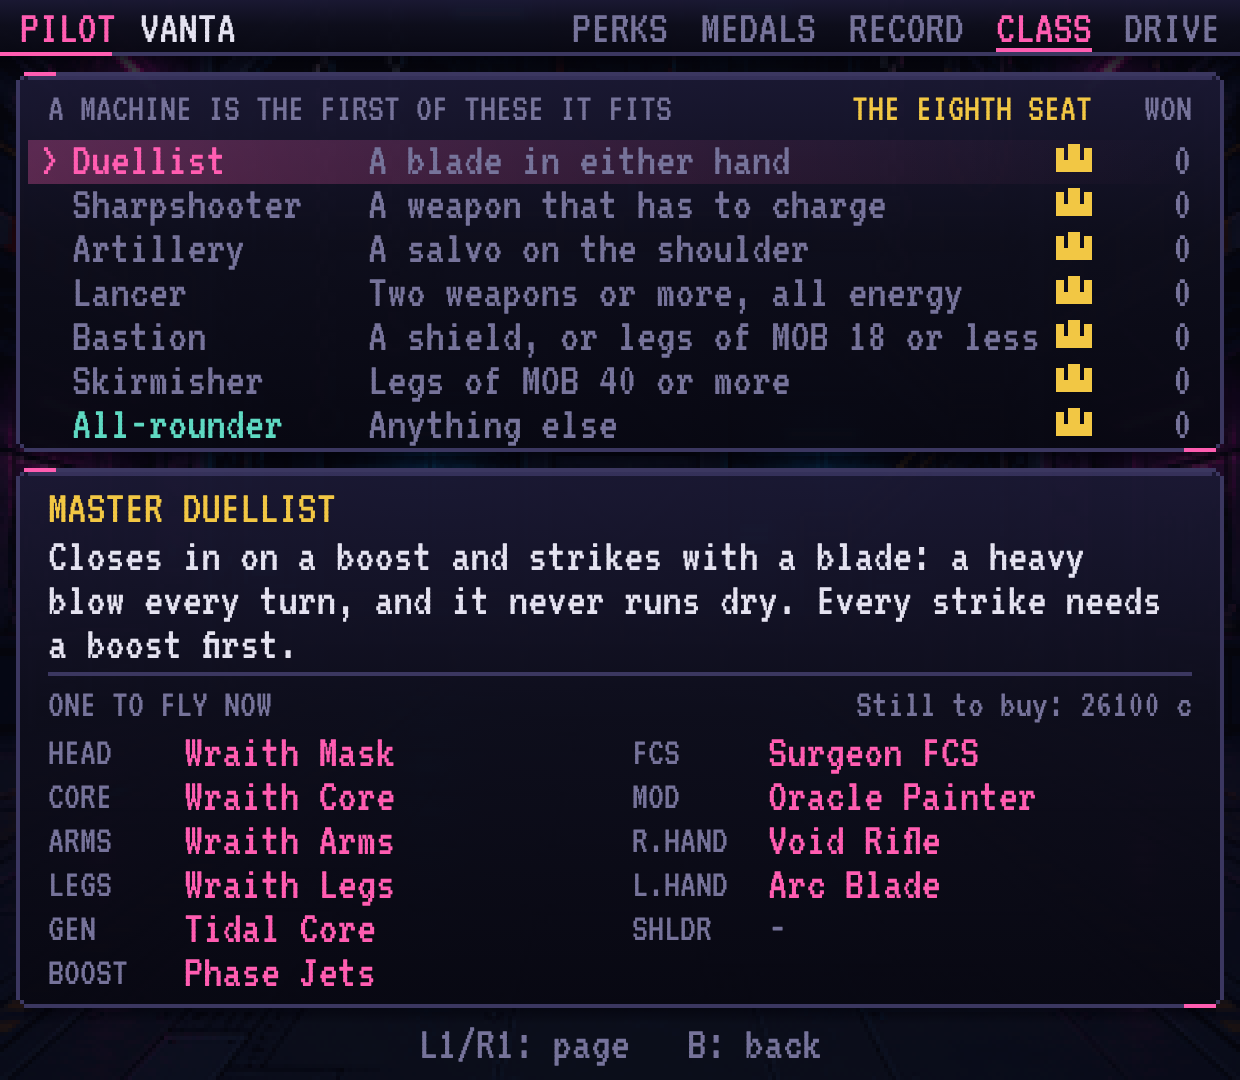 PILOT VANTA PERKS MEDALS RECORD CLASS DRIVE
A MACHINE IS THE FIRST OF THESE IT FITS THE EIGHTH SEAT WON
> Duellist A blade in either hand 0
Sharpshooter A weapon that has to charge 0
Artillery A salvo on the shoulder 0
Lancer Two weapons or more, all energy 0
Bastion A shield, or legs of MOB 18 or less 0
Skirmisher Legs of MOB 40 or more 0
All-rounder Anything else 0
MASTER DUELLIST
Closes in on a boost and strikes with a blade: a heavy
blow every turn, and it never runs dry. Every strike needs
a boost first.
ONE TO FLY NOW Still to buy: 26100 c
HEAD Wraith Mask FCS Surgeon FCS
CORE Wraith Core MOD Oracle Painter
ARMS Wraith Arms R.HAND Void Rifle
LEGS Wraith Legs L.HAND Arc Blade
GEN Tidal Core SHLDR -
BOOST Phase Jets
L1/R1: page B: back